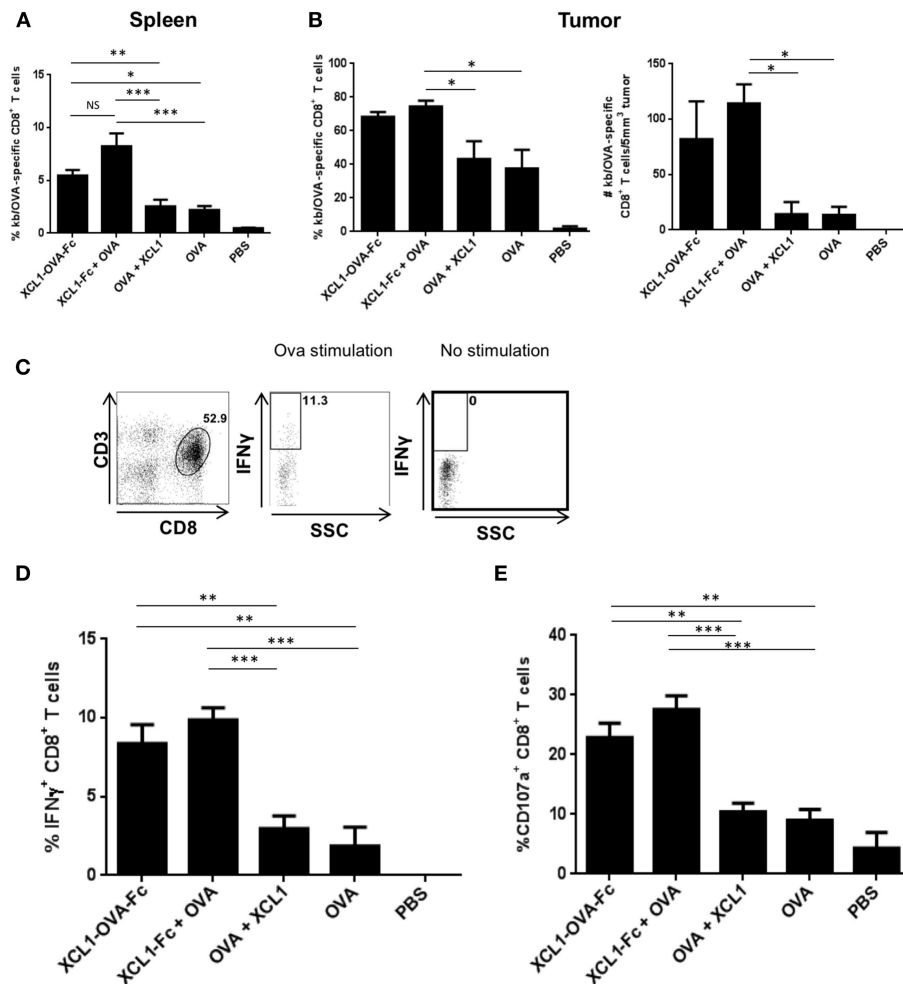 A
Spleen
% kb/OVA-specific CD8⁺ T cells
15
10
5
0
**
*
NS
***
***
XCL1-OVA-Fc
XCL1-Fc + OVA
OVA + XCL1
OVA
PBS
B
Tumor
% kb/OVA-specific CD8⁺ T cells
100
80
60
40
20
0
*
*
XCL1-OVA-Fc
XCL1-Fc + OVA
OVA + XCL1
OVA
PBS
# kb/OVA-specific
CD8⁺ T cells/5mm³ tumor
150
100
50
0
*
*
XCL1-OVA-Fc
XCL1-Fc + OVA
OVA + XCL1
OVA
PBS
C
Ova stimulation
No stimulation
CD3
52.9
CD8
IFNγ
11.3
SSC
IFNγ
0
SSC
D
% IFNγ⁺ CD8⁺ T cells
15
10
5
0
**
**
***
***
XCL1-OVA-Fc
XCL1-Fc + OVA
OVA + XCL1
OVA
PBS
E
%CD107a⁺ CD8⁺ T cells
40
30
20
10
0
**
**
***
***
XCL1-OVA-Fc
XCL1-Fc + OVA
OVA + XCL1
OVA
PBS